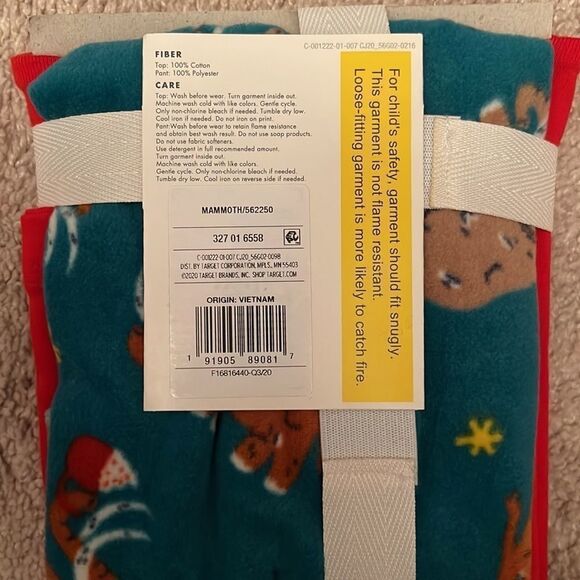 C-001222-01-007 CJ20_56G02-0216
FIBER
Top: 100% Cotton
Pant: 100% Polyester
CARE
Top: Wash before wear. Turn garment inside out.
Machine wash cold with like colors. Gentle cycle.
Only non-chlorine bleach if needed. Tumble dry low.
Cool iron if needed. Do not iron on print.
Pant:Wash before wear to retain flame resistance
and obtain best wash result. Do not use soap products.
Do not use fabric softeners.
Use detergent in full recommended amount.
Turn garment inside out.
Machine wash cold with like colors.
Gentle cycle. Only non-chlorine bleach if needed.
Tumble dry low. Cool iron on reverse side if needed.
MAMMOTH/562250
327 01 6558
C-001222-01-007 CJ20_56G02-0098
DIST. BY TARGET CORPORATION, MPLS, MN 55403
©2020 TARGET BRANDS, INC. SHOP TARGET.COM
ORIGIN: VIETNAM
1 91905 89081 7
F16816440-Q3/20
For child's safety, garment should fit snugly.
This garment is not flame resistant.
Loose-fitting garment is more likely to catch fire.